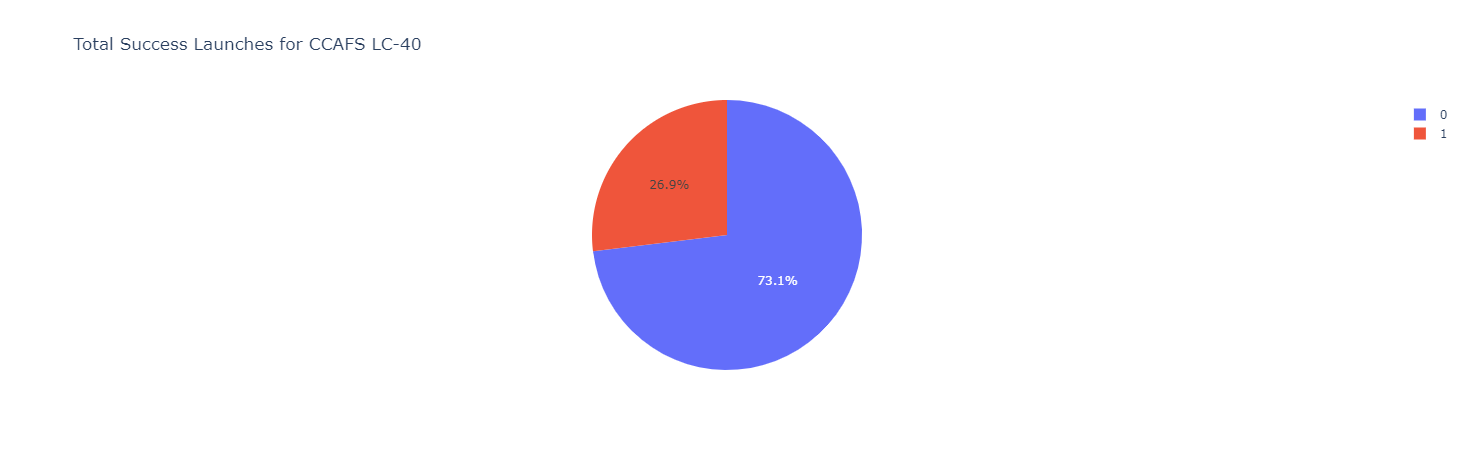 Total Success Launches for CCAFS LC-40
0
1
26.9%
73.1%